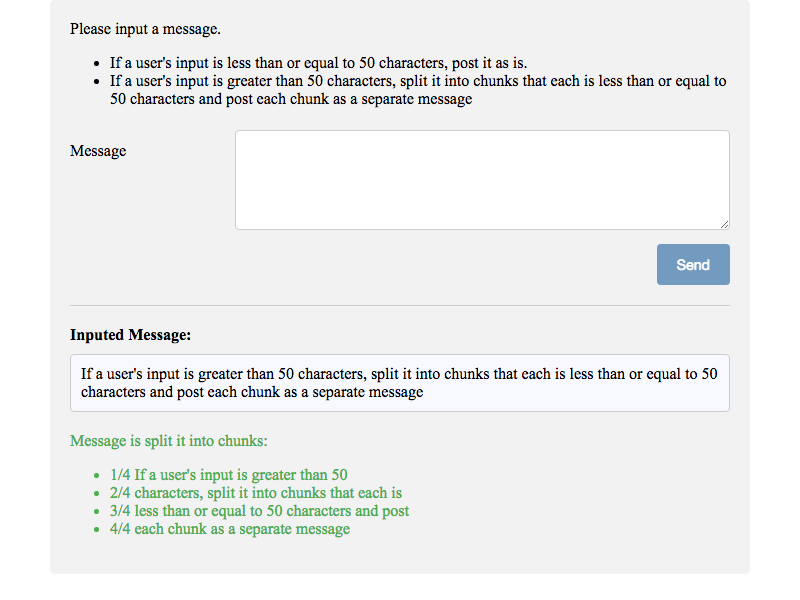 Please input a message.
If a user's input is less than or equal to 50 characters, post it as is.
If a user's input is greater than 50 characters, split it into chunks that each is less than or equal to
50 characters and post each chunk as a separate message
Message
Send
Inputed Message:
If a user's input is greater than 50 characters, split it into chunks that each is less than or equal to 50
characters and post each chunk as a separate message
Message is split it into chunks:
1/4 If a user's input is greater than 50
2/4 characters, split it into chunks that each is
3/4 less than or equal to 50 characters and post
4/4 each chunk as a separate message